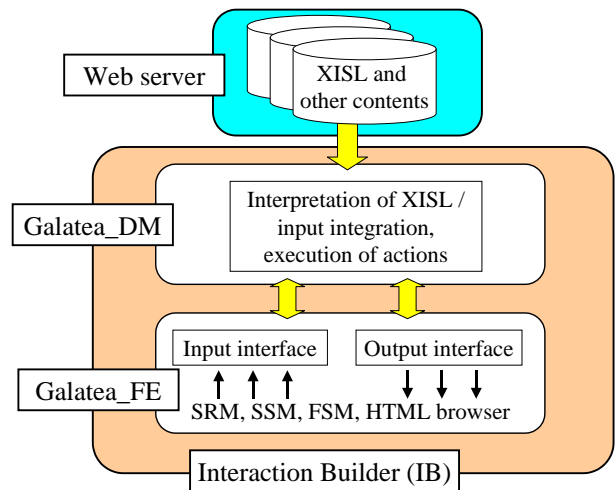 Web server
XISL and
other contents
Galatea_DM
Interpretation of XISL /
input integration,
execution of actions
Input interface
Output interface
Galatea_FE
SRM, SSM, FSM, HTML browser
Interaction Builder (IB)